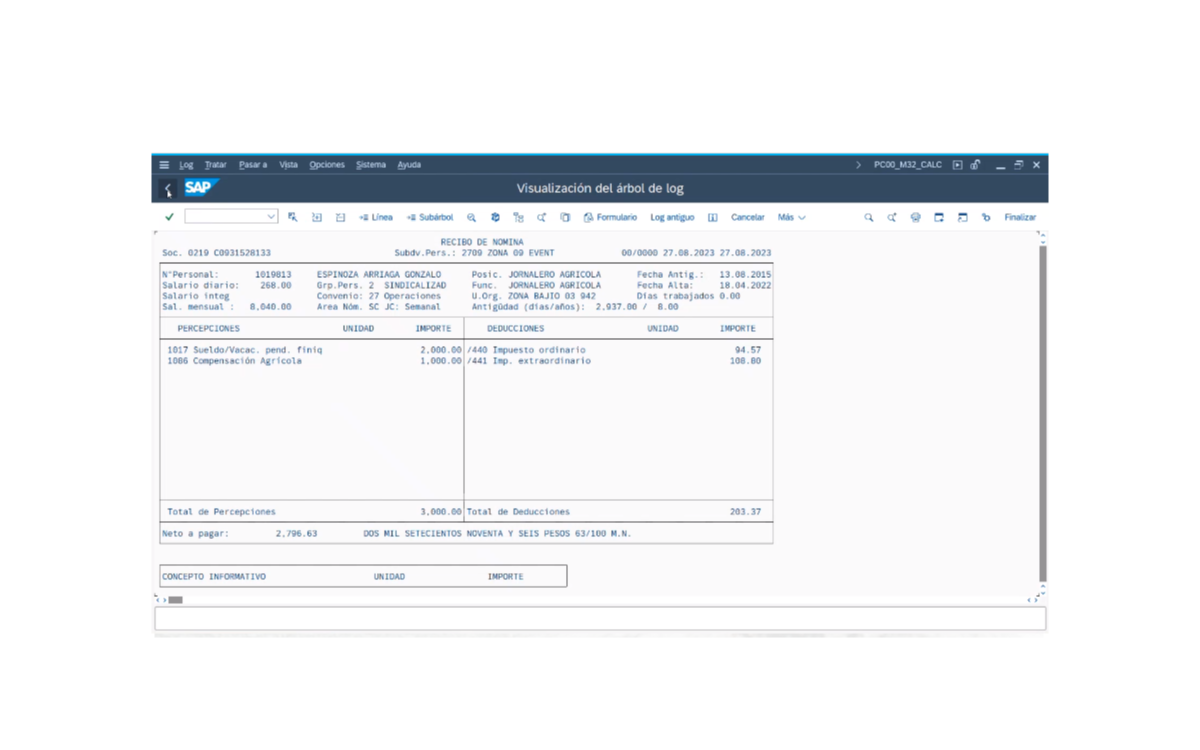 Log Tratar Pasar a Vista Opciones Sistema Ayuda PC00_M32_CALC
SAP Visualización del árbol de log
Línea Subárbol Formulario Log antiguo Cancelar Más Finalizar
RECIBO DE NOMINA
Soc. 0219 C0931528133 Subdv.Pers.: 2709 ZONA 09 EVENT 00/0000 27.08.2023 27.08.2023
N°Personal: 1019813 ESPINOZA ARRIAGA GONZALO Posic. JORNALERO AGRICOLA Fecha Antig.: 13.08.2015
Salario diario: 268.00 Grp.Pers. 2 SINDICALIZAD Func. JORNALERO AGRICOLA Fecha Alta: 18.04.2022
Salario integ Convenio: 27 Operaciones U.Org. ZONA BAJIO 03 942 Dias trabajados 0.00
Sal. mensual : 8,040.00 Area Nóm. SC JC: Semanal Antigüdad (dias/años): 2,937.00 / 8.00
PERCEPCIONES UNIDAD IMPORTE DEDUCCIONES UNIDAD IMPORTE
1017 Sueldo/Vacac. pend. finiq 2,000.00 /440 Impuesto ordinario 94.57
1086 Compensación Agrícola 1,000.00 /441 Imp. extraordinario 108.80
Total de Percepciones 3,000.00 Total de Deducciones 203.37
Neto a pagar: 2,796.63 DOS MIL SETECIENTOS NOVENTA Y SEIS PESOS 63/100 M.N.
CONCEPTO INFORMATIVO UNIDAD IMPORTE